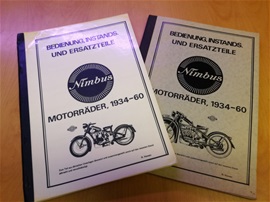 BEDIENUNG, INSTANDS.
UND ERSATZTEILE
Nimbus
MOTORRÄDER, 1934-60
BEDIENUNG, INSTANDS.
UND ERSATZTEILE
Nimbus
MOTORRÄDER, 1934-60